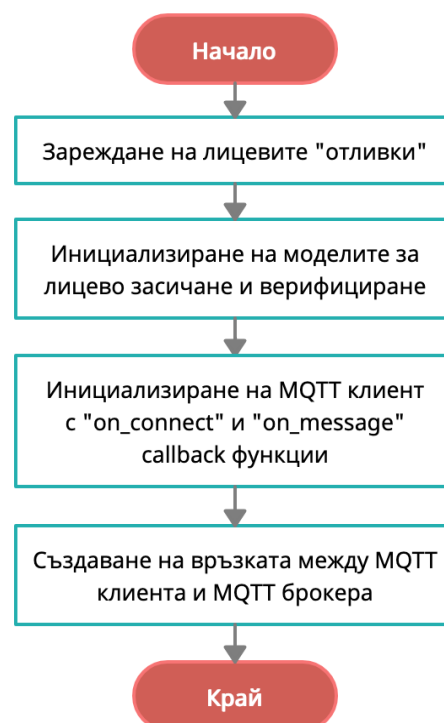 Начало
Зареждане на лицевите "отливки"
Инициализиране на моделите за
лицево засичане и верифициране
Инициализиране на MQTT клиент
с "on_connect" и "on_message"
callback функции
Създаване на връзката между MQTT
клиента и MQTT брокера
Край